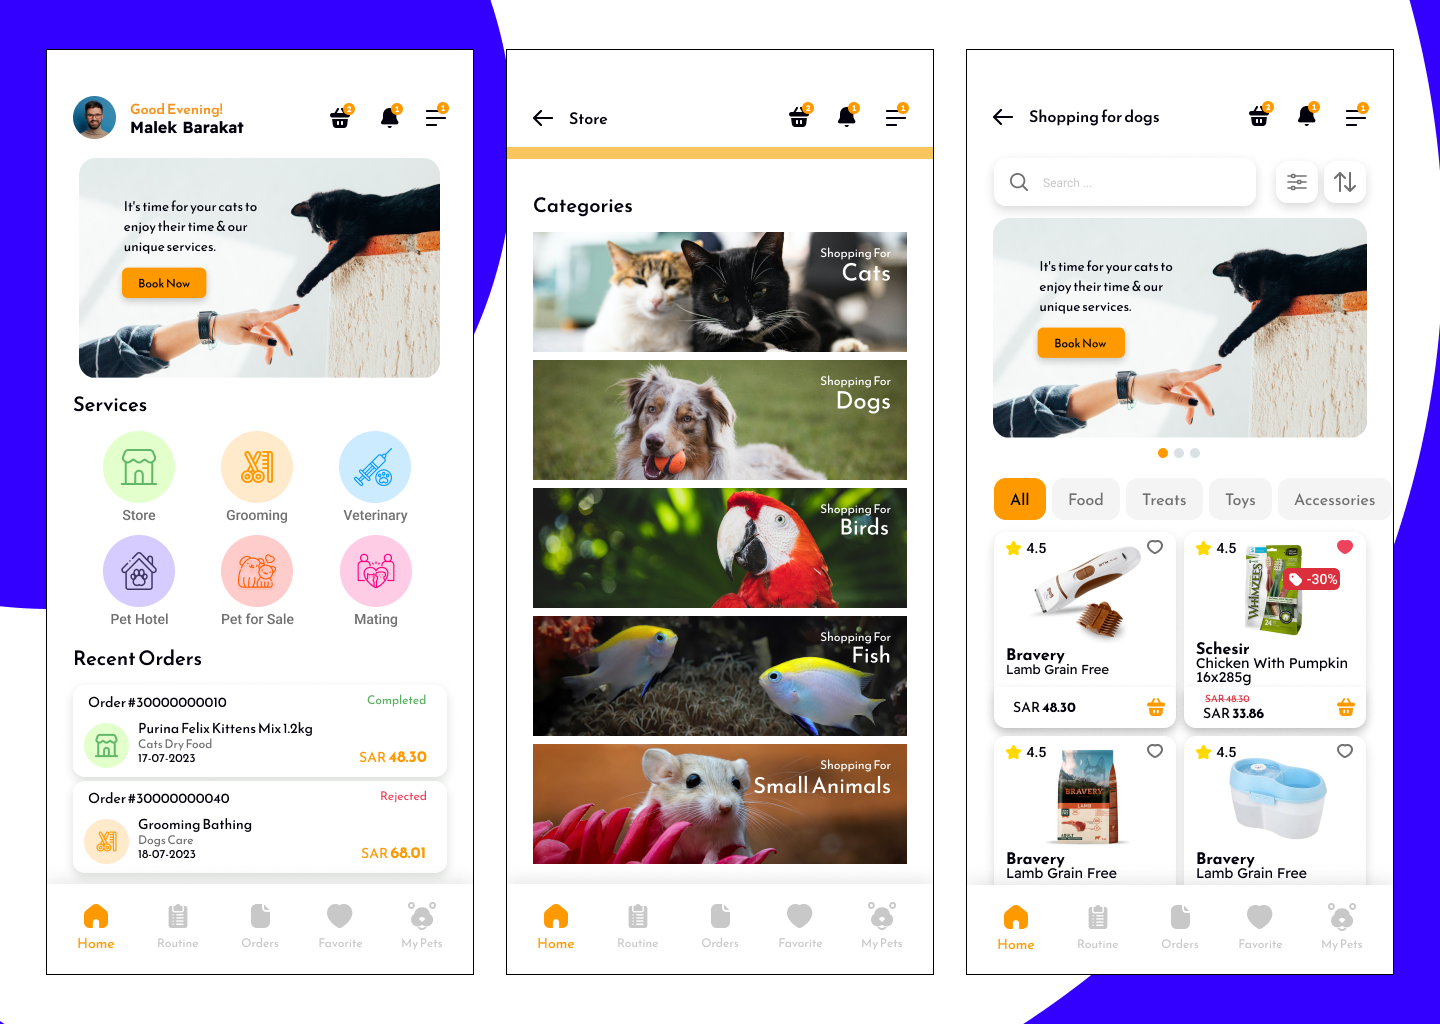 Good Evening!
Malek Barakat
2
1
1
It's time for your cats to
enjoy their time & our
unique services.
Book Now
Services
Store
Grooming
Veterinary
Pet Hotel
Pet for Sale
Mating
Recent Orders
Order #30000000010
Completed
Purina Felix Kittens Mix 1.2kg
Cats Dry Food
17-07-2023
SAR 48.30
Order #30000000040
Rejected
Grooming Bathing
Dogs Care
18-07-2023
SAR 68.01
Home
Routine
Orders
Favorite
My Pets
Store
2
1
1
Categories
Shopping For
Cats
Shopping For
Dogs
Shopping For
Birds
Shopping For
Fish
Shopping For
Small Animals
Home
Routine
Orders
Favorite
My Pets
Shopping for dogs
2
1
1
Search ...
It's time for your cats to
enjoy their time & our
unique services.
Book Now
All
Food
Treats
Toys
Accessories
4.5
Bravery
Lamb Grain Free
SAR 48.30
4.5
WHIMZEES
24
-30%
Schesir
Chicken With Pumpkin
16x285g
SAR 48.30
SAR 33.86
4.5
BRAVERY
LAMB
ADULT
Bravery
Lamb Grain Free
4.5
Bravery
Lamb Grain Free
Home
Routine
Orders
Favorite
My Pets